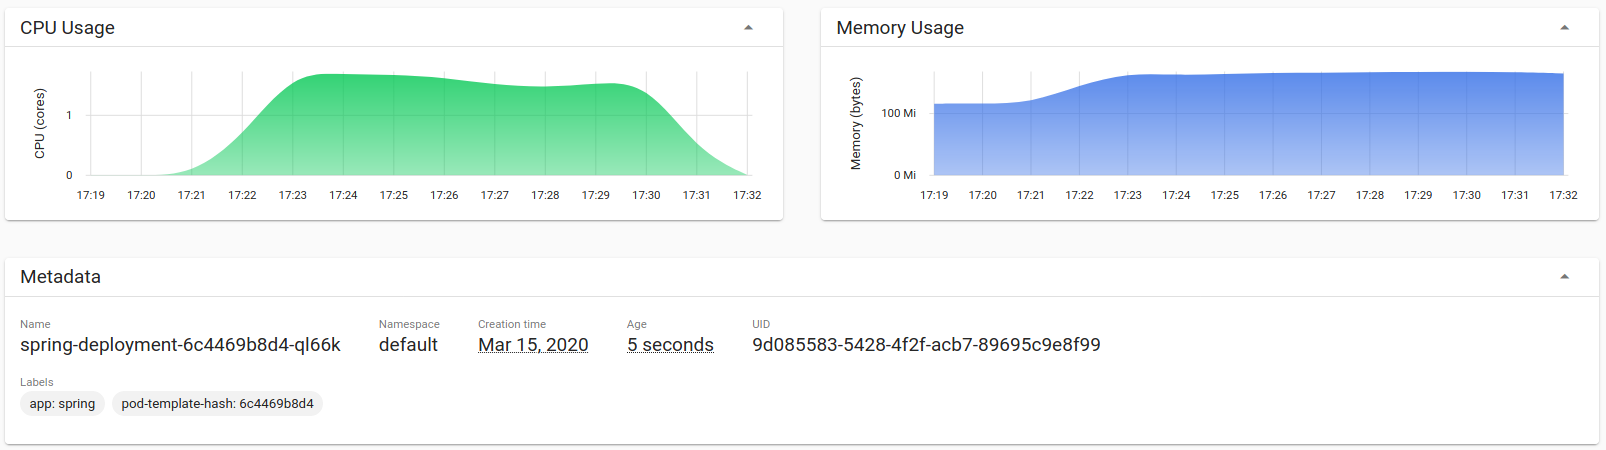 CPU Usage
CPU (cores)
1
0
17:19 17:20 17:21 17:22 17:23 17:24 17:25 17:26 17:27 17:28 17:29 17:30 17:31 17:32
Memory Usage
Memory (bytes)
100 Mi
0 Mi
17:19 17:20 17:21 17:22 17:23 17:24 17:25 17:26 17:27 17:28 17:29 17:30 17:31 17:32
Metadata
Name Namespace Creation time Age UID
spring-deployment-6c4469b8d4-ql66k default Mar 15, 2020 5 seconds 9d085583-5428-4f2f-acb7-89695c9e8f99
Labels
app: spring pod-template-hash: 6c4469b8d4